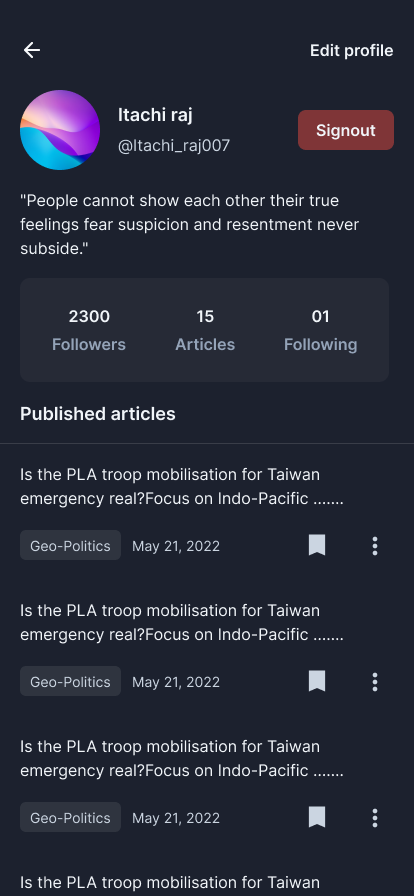 Edit profile
Itachi raj
@Itachi_raj007
Signout
"People cannot show each other their true
feelings fear suspicion and resentment never
subside."
2300 15 01
Followers Articles Following
Published articles
Is the PLA troop mobilisation for Taiwan
emergency real?Focus on Indo-Pacific .......
Geo-Politics May 21, 2022
Is the PLA troop mobilisation for Taiwan
emergency real?Focus on Indo-Pacific .......
Geo-Politics May 21, 2022
Is the PLA troop mobilisation for Taiwan
emergency real?Focus on Indo-Pacific .......
Geo-Politics May 21, 2022
Is the PLA troop mobilisation for Taiwan